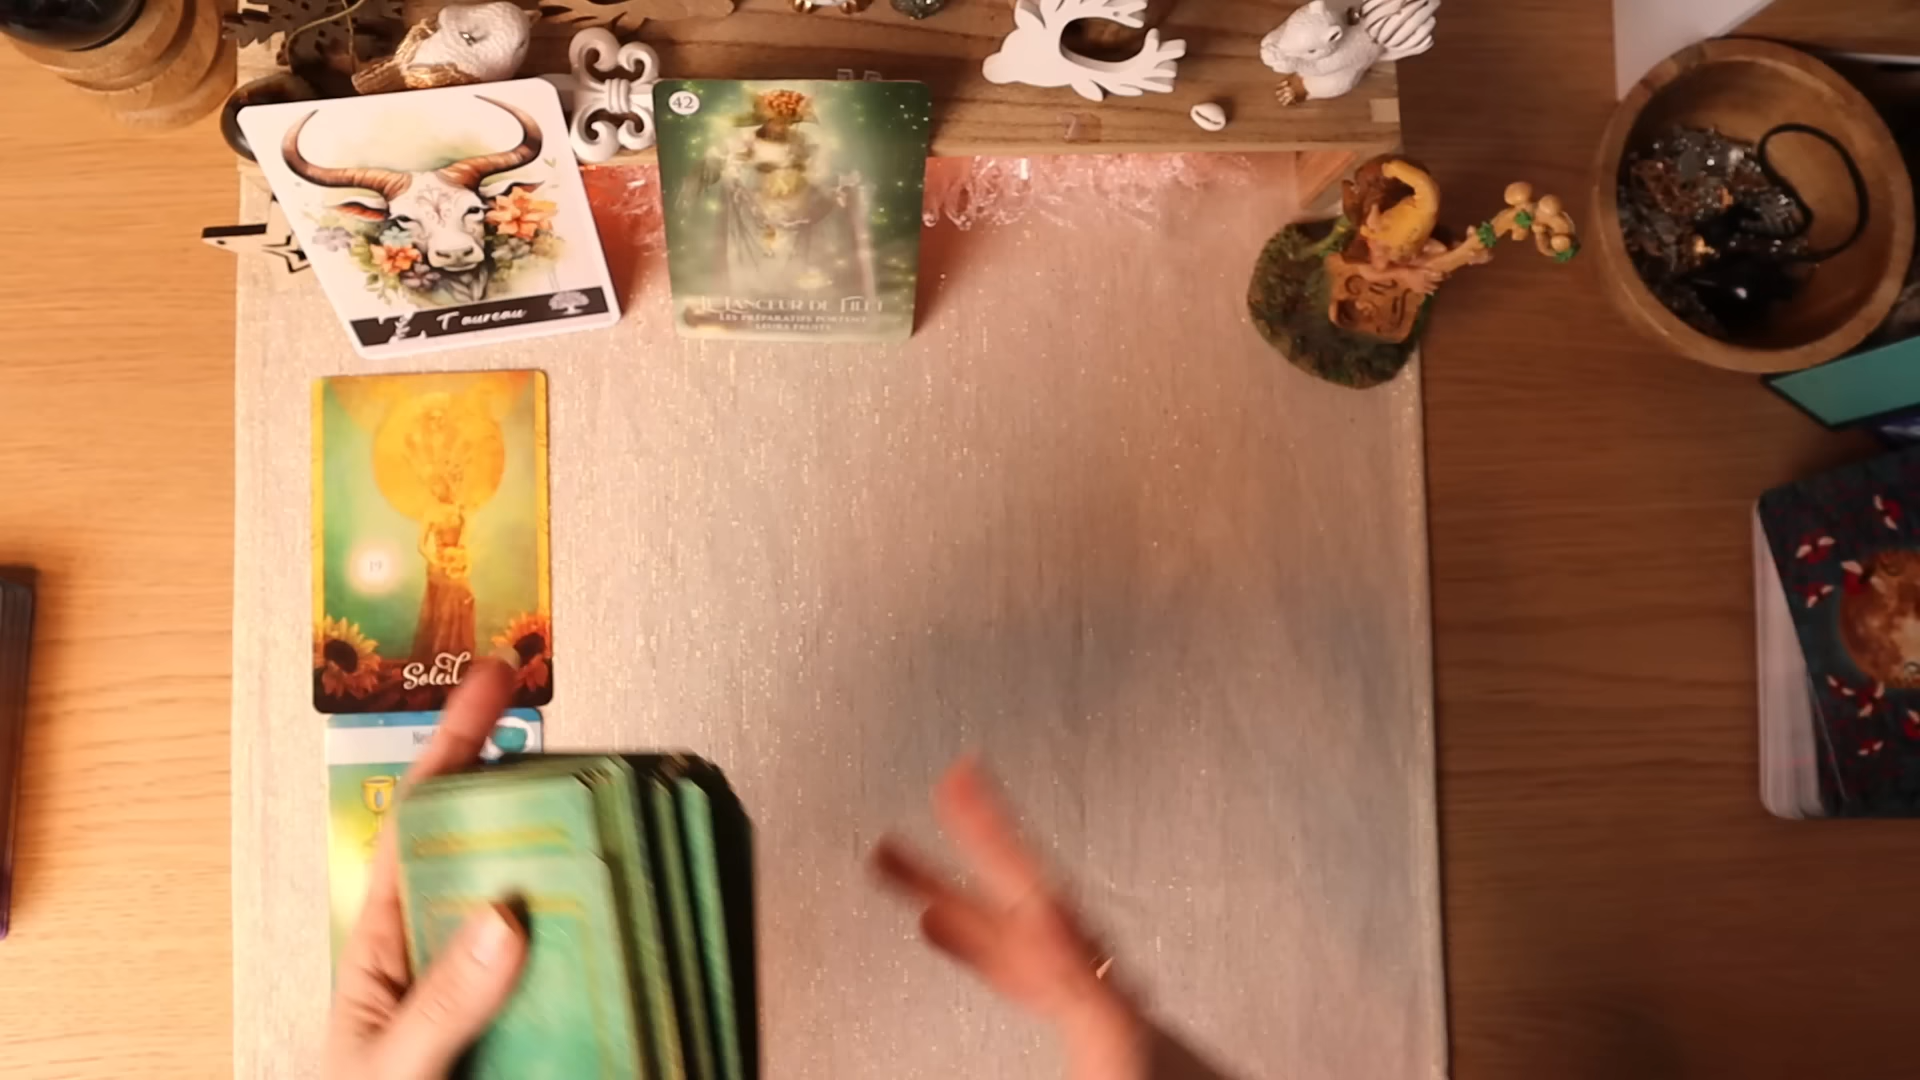 Taureau
42
LE LANCEUR DE FILET
LES PRÉPARATIFS PORTENT
LEURS FRUITS
19
Soleil